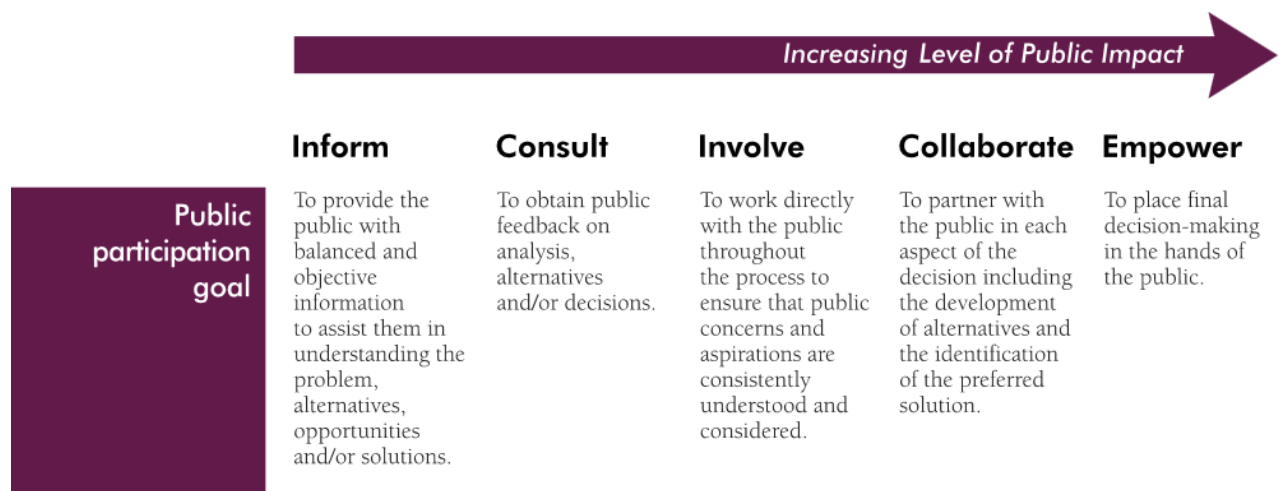 Increasing Level of Public Impact
Inform
Consult
Involve
Collaborate
Empower
Public
participation
goal
To provide the
public with
balanced and
objective
information
to assist them in
understanding the
problem,
alternatives,
opportunities
and/or solutions.
To obtain public
feedback on
analysis,
alternatives
and/or decisions.
To work directly
with the public
throughout
the process to
ensure that public
concerns and
aspirations are
consistently
understood and
considered.
To partner with
the public in each
aspect of the
decision including
the development
of alternatives and
the identification
of the preferred
solution.
To place final
decision-making
in the hands of
the public.